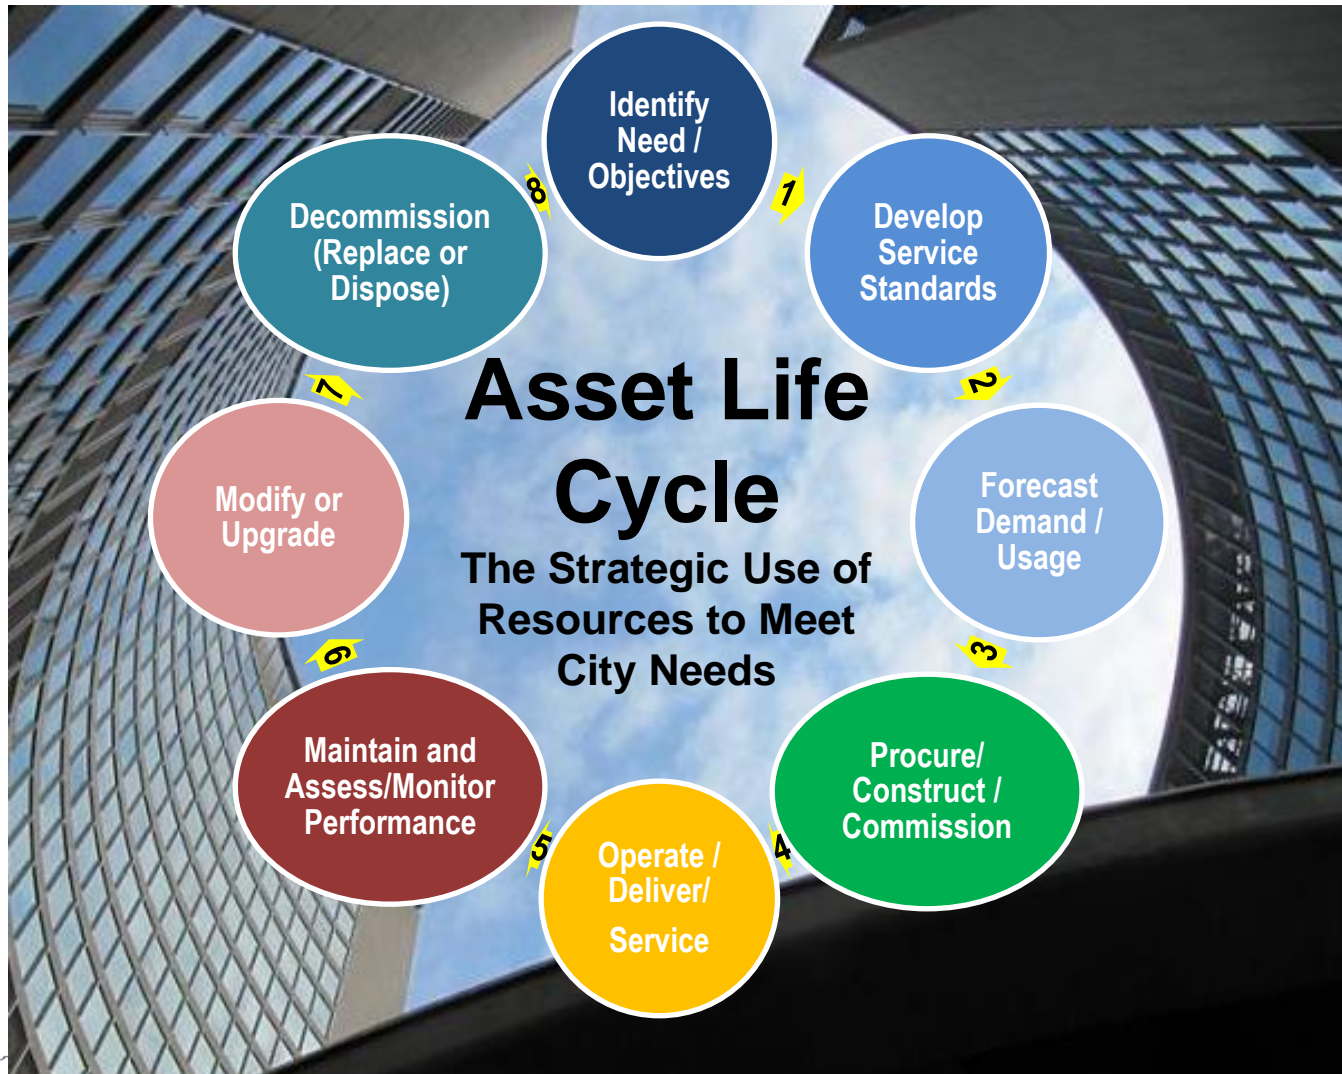 Identify
Need /
Objectives
1
Develop
Service
Standards
2
Forecast
Demand /
Usage
3
Procure/
Construct /
Commission
4
Operate /
Deliver/
Service
5
Maintain and
Assess/Monitor
Performance
6
Modify or
Upgrade
7
Decommission
(Replace or
Dispose)
8
Asset Life
Cycle
The Strategic Use of
Resources to Meet
City Needs